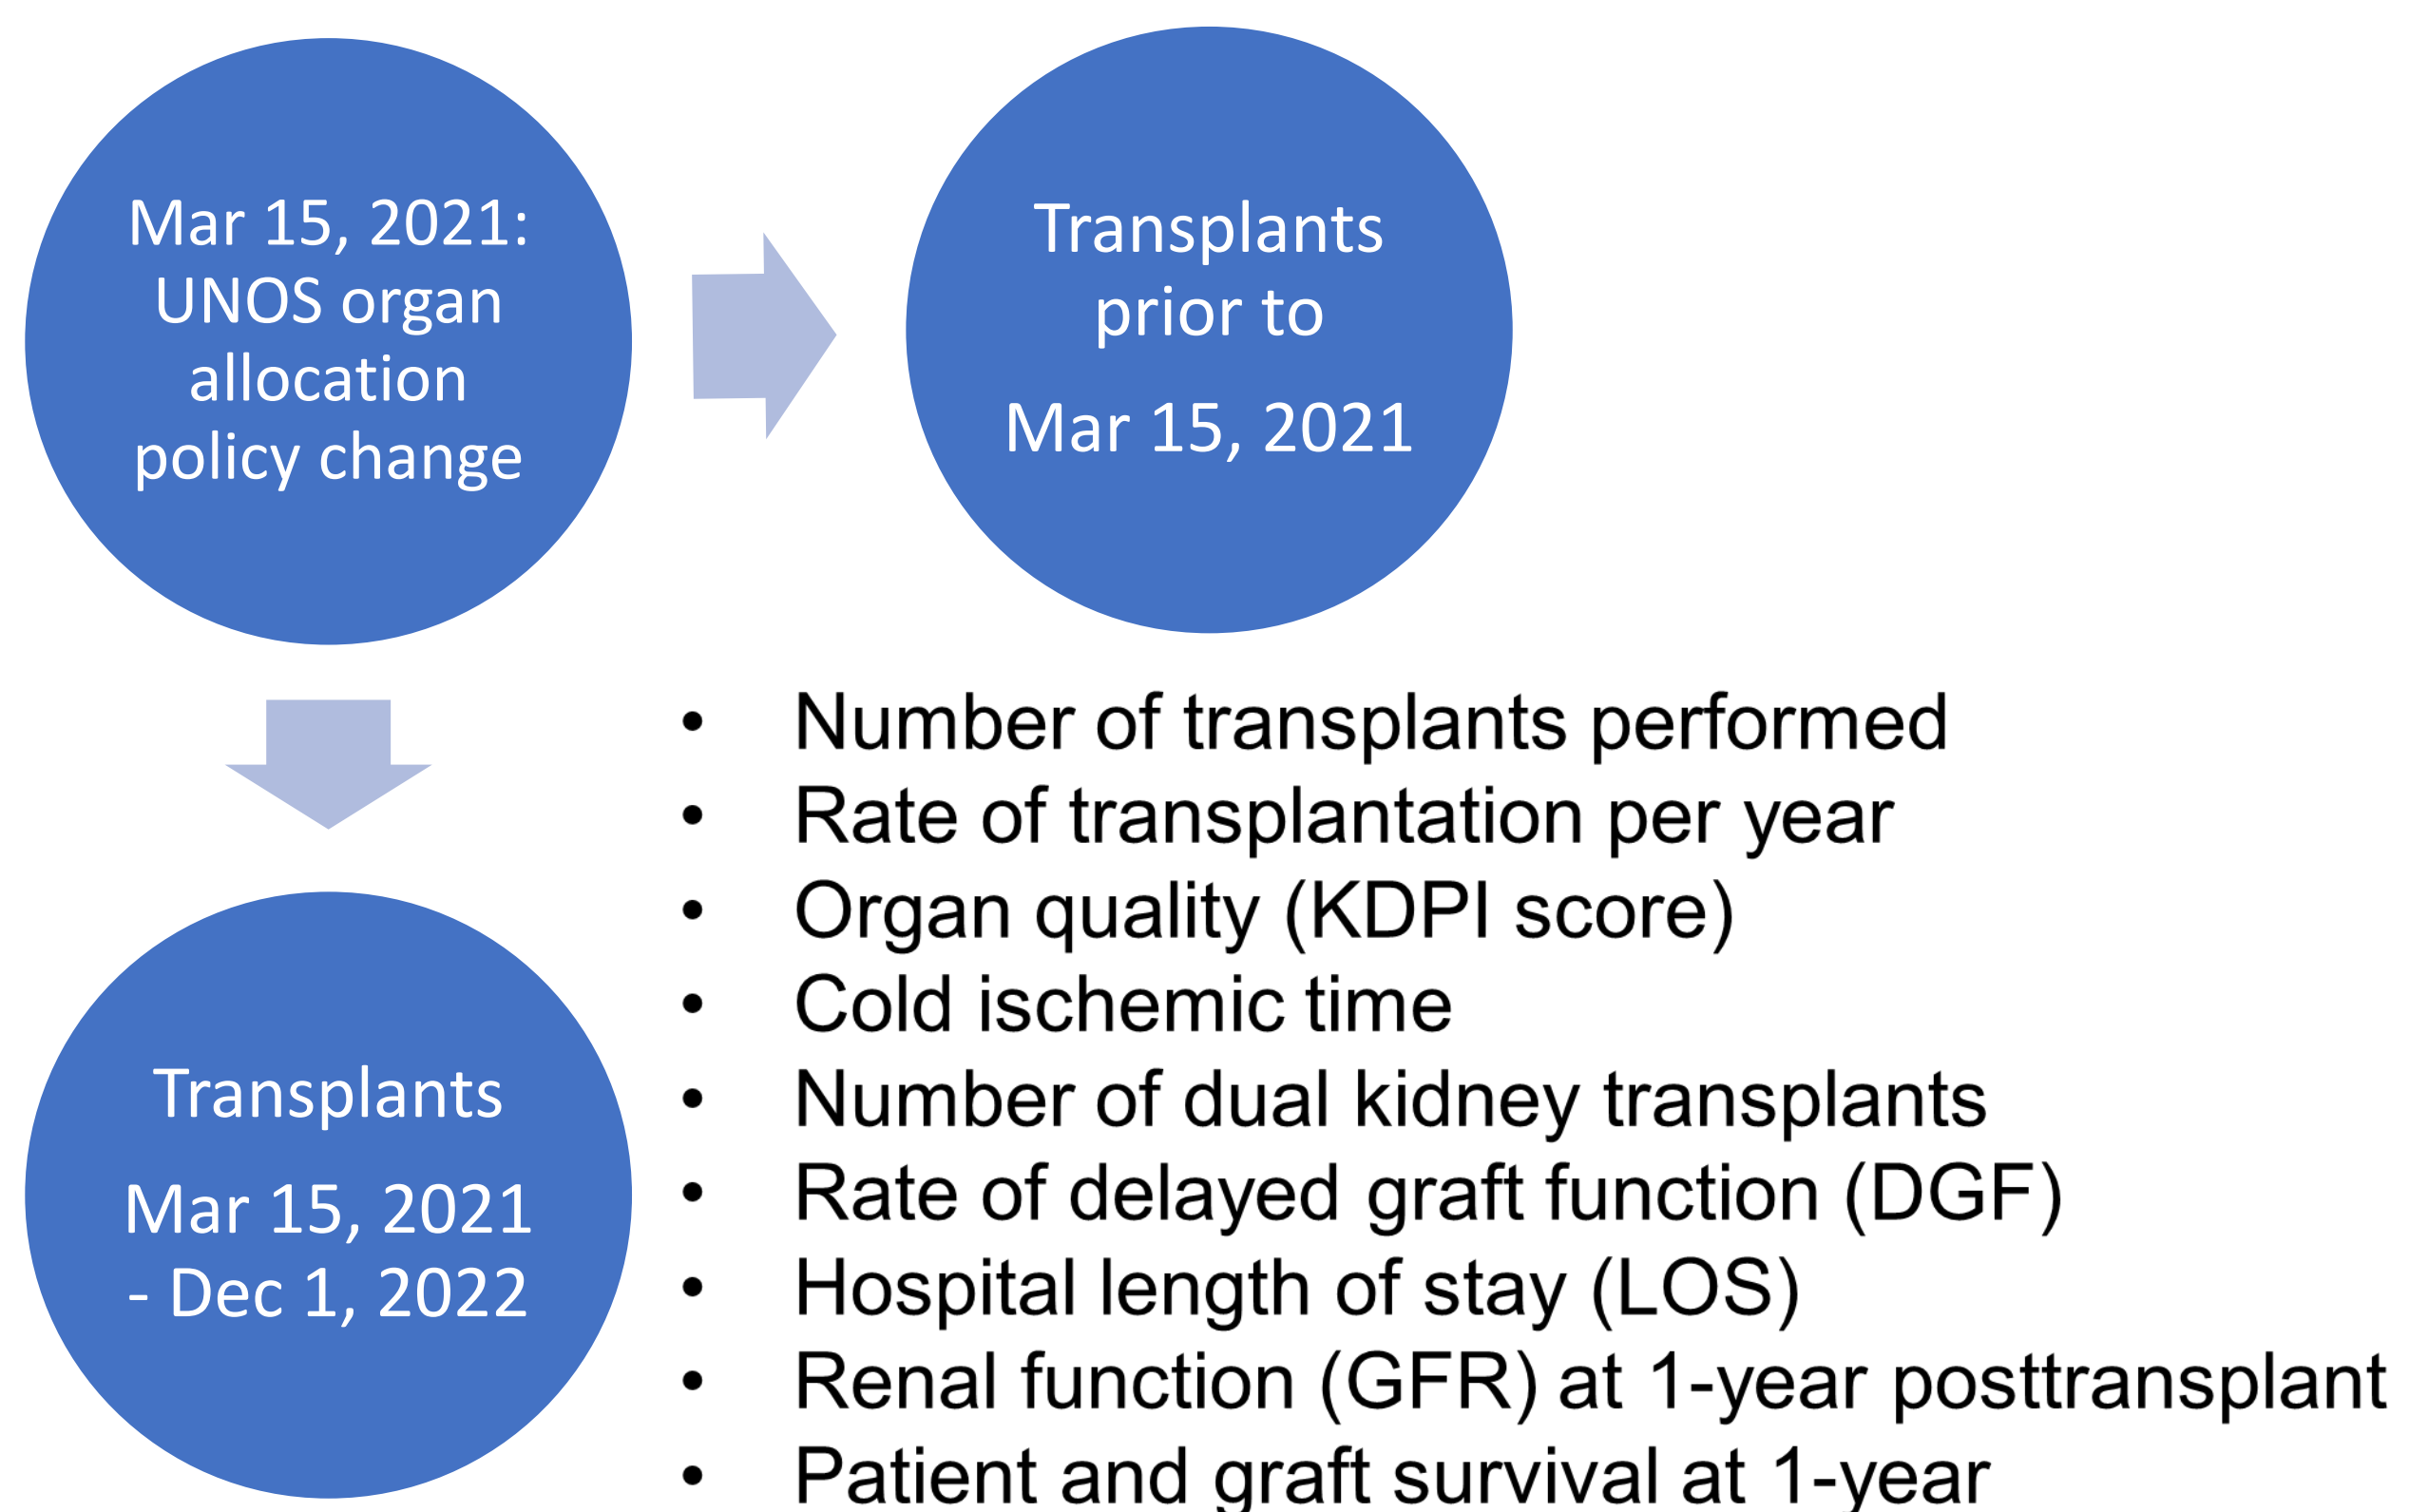 Mar 15, 2021:
UNOS organ
allocation
policy change
Transplants
prior to
Mar 15, 2021
Transplants
Mar 15, 2021
- Dec 1, 2022
• Number of transplants performed
• Rate of transplantation per year
• Organ quality (KDPI score)
• Cold ischemic time
• Number of dual kidney transplants
• Rate of delayed graft function (DGF)
• Hospital length of stay (LOS)
• Renal function (GFR) at 1-year posttransplant
• Patient and graft survival at 1-year